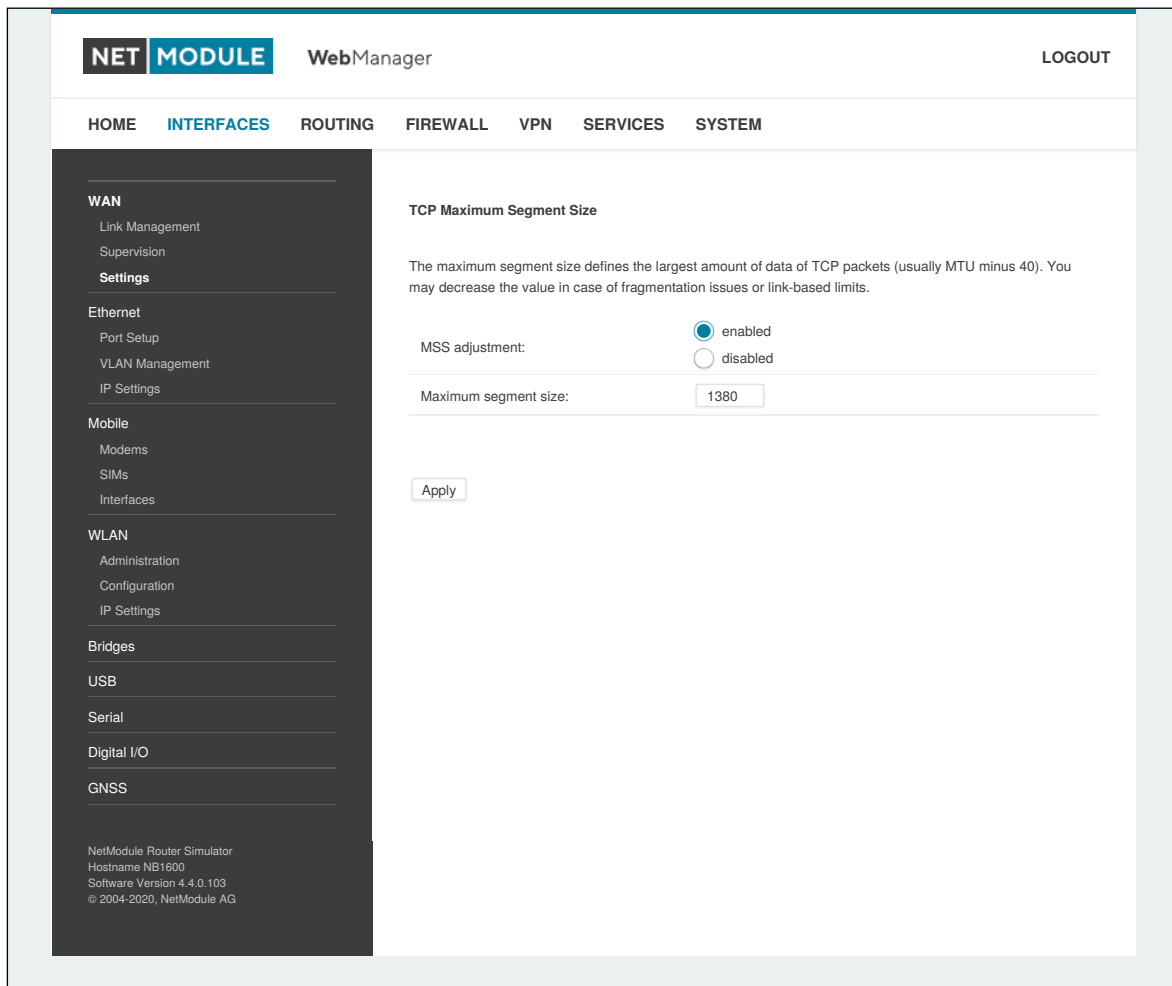 NET MODULE WebManager LOGOUT
HOME INTERFACES ROUTING FIREWALL VPN SERVICES SYSTEM
WAN
Link Management
Supervision
Settings
Ethernet
Port Setup
VLAN Management
IP Settings
Mobile
Modems
SIMs
Interfaces
WLAN
Administration
Configuration
IP Settings
Bridges
USB
Serial
Digital I/O
GNSS
NetModule Router Simulator
Hostname NB1600
Software Version 4.4.0.103
© 2004-2020, NetModule AG
TCP Maximum Segment Size
The maximum segment size defines the largest amount of data of TCP packets (usually MTU minus 40). You
may decrease the value in case of fragmentation issues or link-based limits.
MSS adjustment:
enabled
disabled
Maximum segment size: 1380
Apply